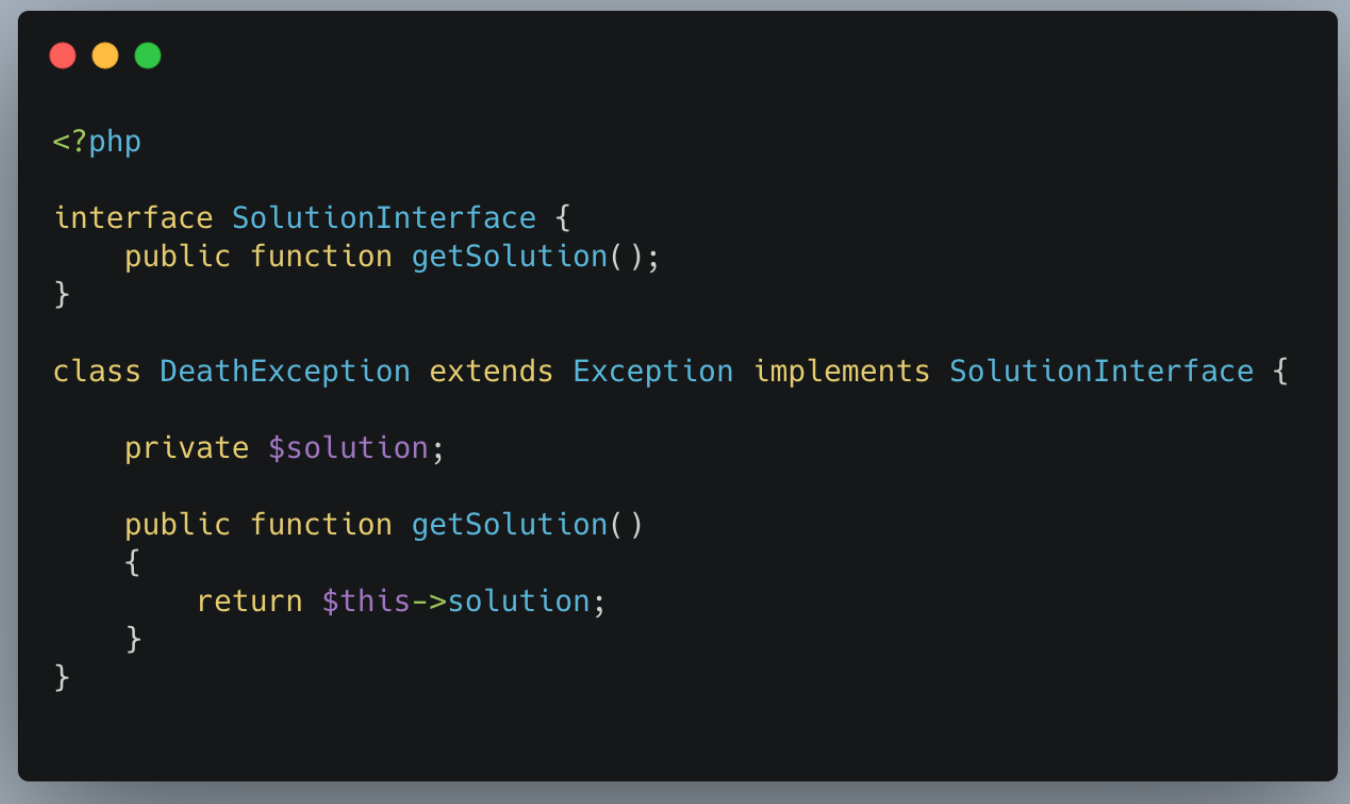 <?php
interface SolutionInterface {
    public function getSolution();
}
class DeathException extends Exception implements SolutionInterface {
    private $solution;
    public function getSolution()
    {
        return $this->solution;
    }
}